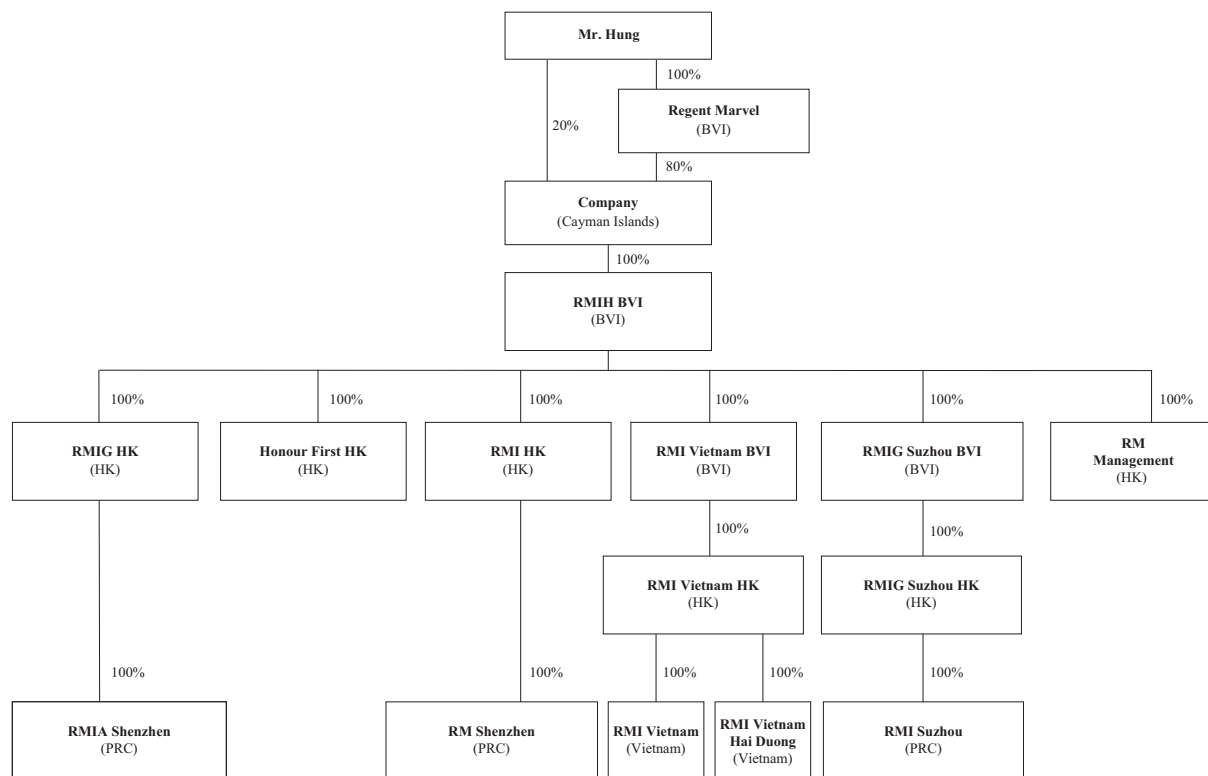 Mr. Hung
100%
Regent Marvel
(BVI)
20%
80%
Company
(Cayman Islands)
100%
RMIH BVI
(BVI)
100%
100%
100%
100%
100%
100%
RMIG HK
(HK)
Honour First HK
(HK)
RMI HK
(HK)
RMI Vietnam BVI
(BVI)
RMIG Suzhou BVI
(BVI)
RM
Management
(HK)
100%
100%
RMI Vietnam HK
(HK)
RMIG Suzhou HK
(HK)
100%
100%
100%
100%
100%
RMIA Shenzhen
(PRC)
RM Shenzhen
(PRC)
RMI Vietnam
(Vietnam)
RMI Vietnam
Hai Duong
(Vietnam)
RMI Suzhou
(PRC)